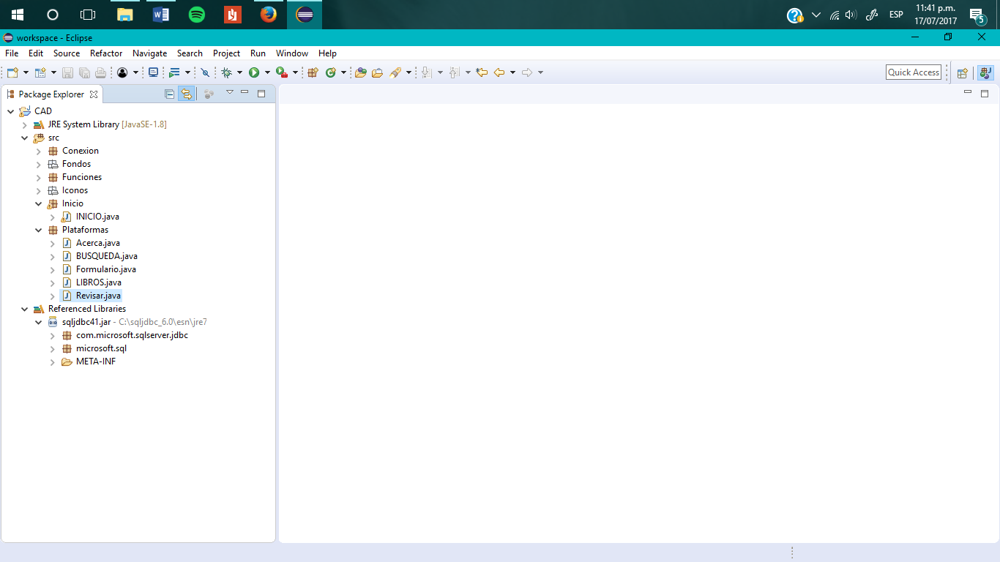 ESP
11:41 p.m.
17/07/2017
5
workspace - Eclipse
File Edit Source Refactor Navigate Search Project Run Window Help
Quick Access
Package Explorer
CAD
JRE System Library [JavaSE-1.8]
src
Conexion
Fondos
Funciones
Iconos
Inicio
INICIO.java
Plataformas
Acerca.java
BUSQUEDA.java
Formulario.java
LIBROS.java
Revisar.java
Referenced Libraries
sqljdbc41.jar - C:\sqljdbc_6.0\esn\jre7
com.microsoft.sqlserver.jdbc
microsoft.sql
META-INF